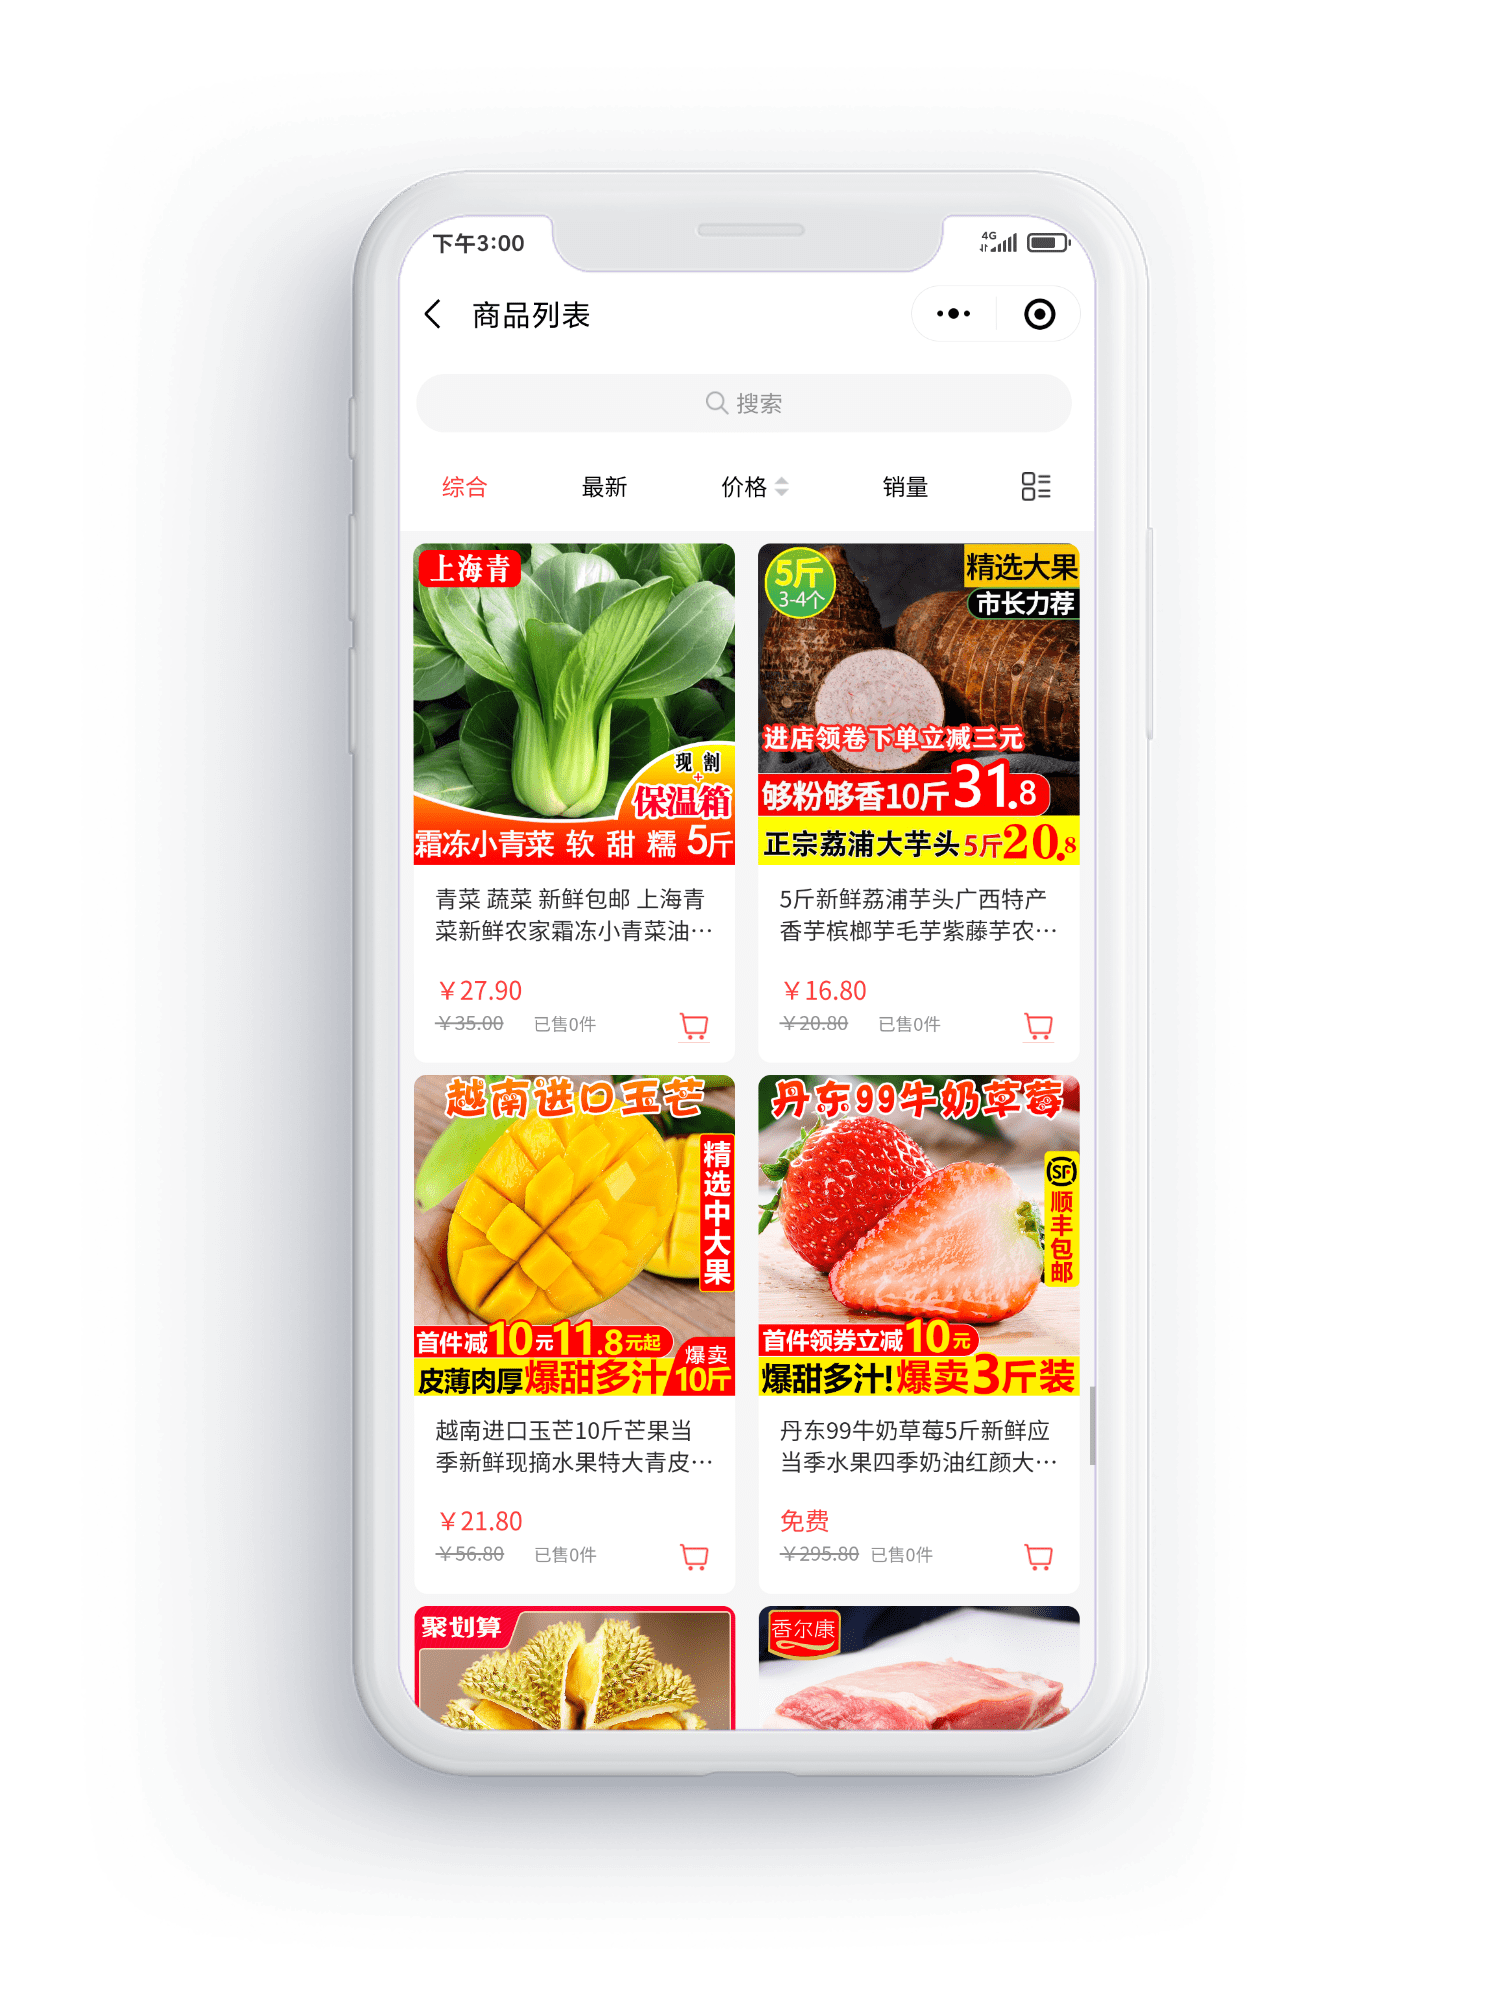 下午3:00
4G
商品列表
搜索
综合
最新
价格
销量
上海青
现割
+
保温箱
霜冻小青菜 软 甜 糯 5斤
青菜 蔬菜 新鲜包邮 上海青
菜新鲜农家霜冻小青菜油…
￥27.90
￥35.00 已售0件
5斤
3-4个
精选大果
市长力荐
进店领卷下单立减三元
够粉够香10斤31.8
正宗荔浦大芋头5斤20.8
5斤新鲜荔浦芋头广西特产
香芋槟榔芋毛芋紫藤芋农…
￥16.80
￥20.80 已售0件
越南进口玉芒
精选中大果
首件减10元11.8元起
爆卖
10斤
皮薄肉厚爆甜多汁
越南进口玉芒10斤芒果当
季新鲜现摘水果特大青皮…
￥21.80
￥56.80 已售0件
丹东99牛奶草莓
SF
顺丰包邮
首件领券立减10元
爆甜多汁!爆卖3斤装
丹东99牛奶草莓5斤新鲜应
当季水果四季奶油红颜大…
免费
￥295.80 已售0件
聚划算
香尔康